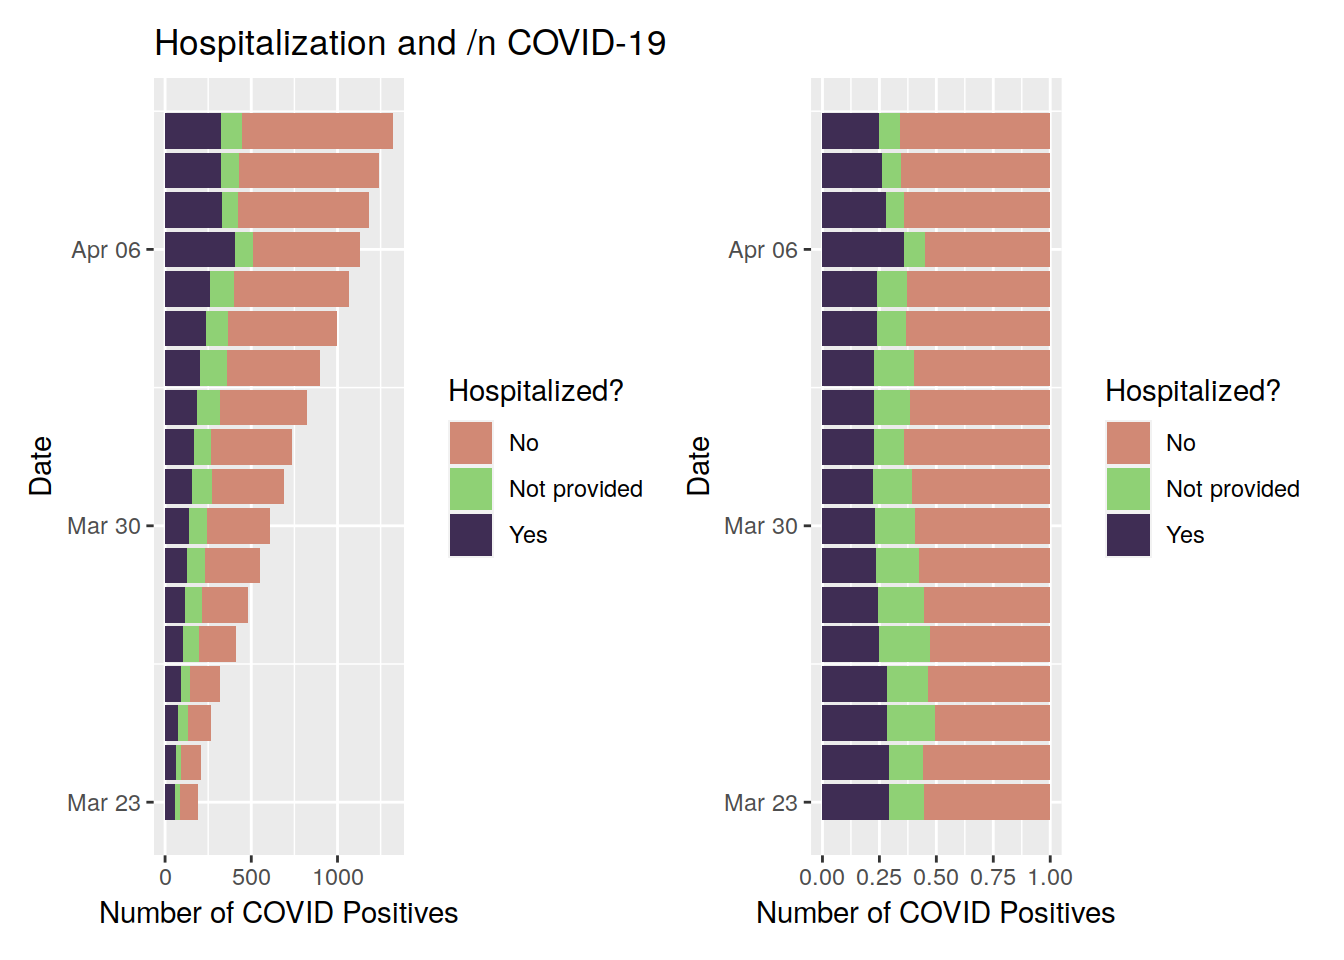 Hospitalization and /n COVID-19
Date
Apr 06
Mar 30
Mar 23
0 500 1000
Number of COVID Positives
Hospitalized?
No
Not provided
Yes
Date
Apr 06
Mar 30
Mar 23
0.00 0.25 0.50 0.75 1.00
Number of COVID Positives
Hospitalized?
No
Not provided
Yes